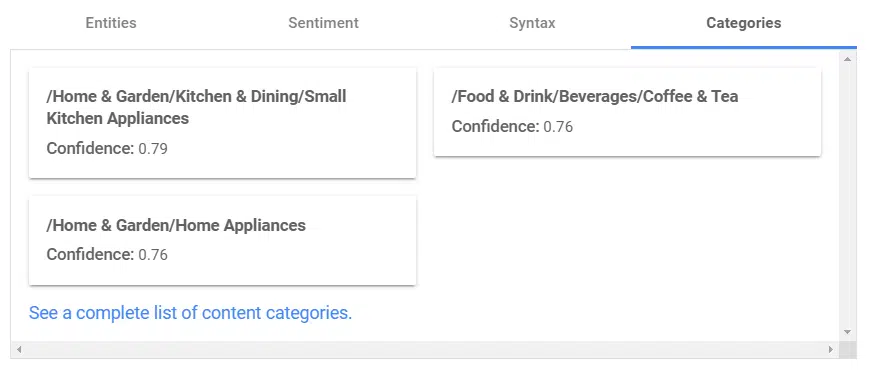 Entities
Sentiment
Syntax
Categories
/Home & Garden/Kitchen & Dining/Small
Kitchen Appliances
Confidence: 0.79
/Food & Drink/Beverages/Coffee & Tea
Confidence: 0.76
/Home & Garden/Home Appliances
Confidence: 0.76
See a complete list of content categories.